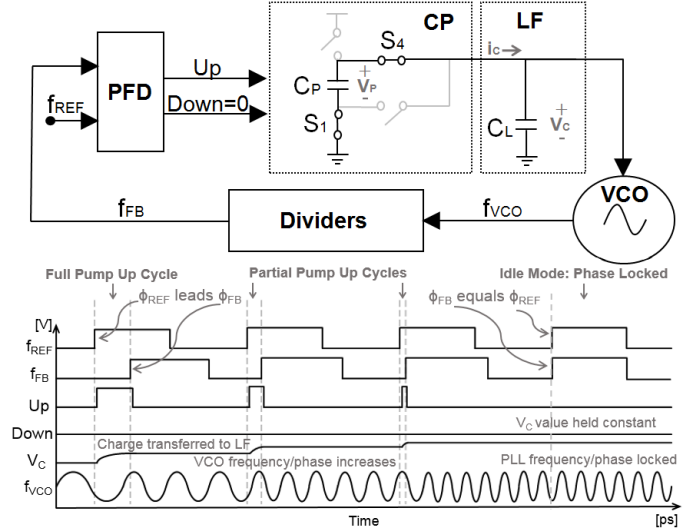 CP
LF
S4
iC
PFD
Up
CP
+
VP
-
fREF
Down=0
S1
CL
+
VC
-
VCO
fFB
Dividers
fVCO
Full Pump Up Cycle
Partial Pump Up Cycles
Idle Mode: Phase Locked
ϕREF leads ϕFB
ϕFB equals ϕREF
[V]
fREF
fFB
Up
VC value held constant
Down
Charge transferred to LF
VC
VCO frequency/phase increases
PLL frequency/phase locked
fVCO
Time
[ps]